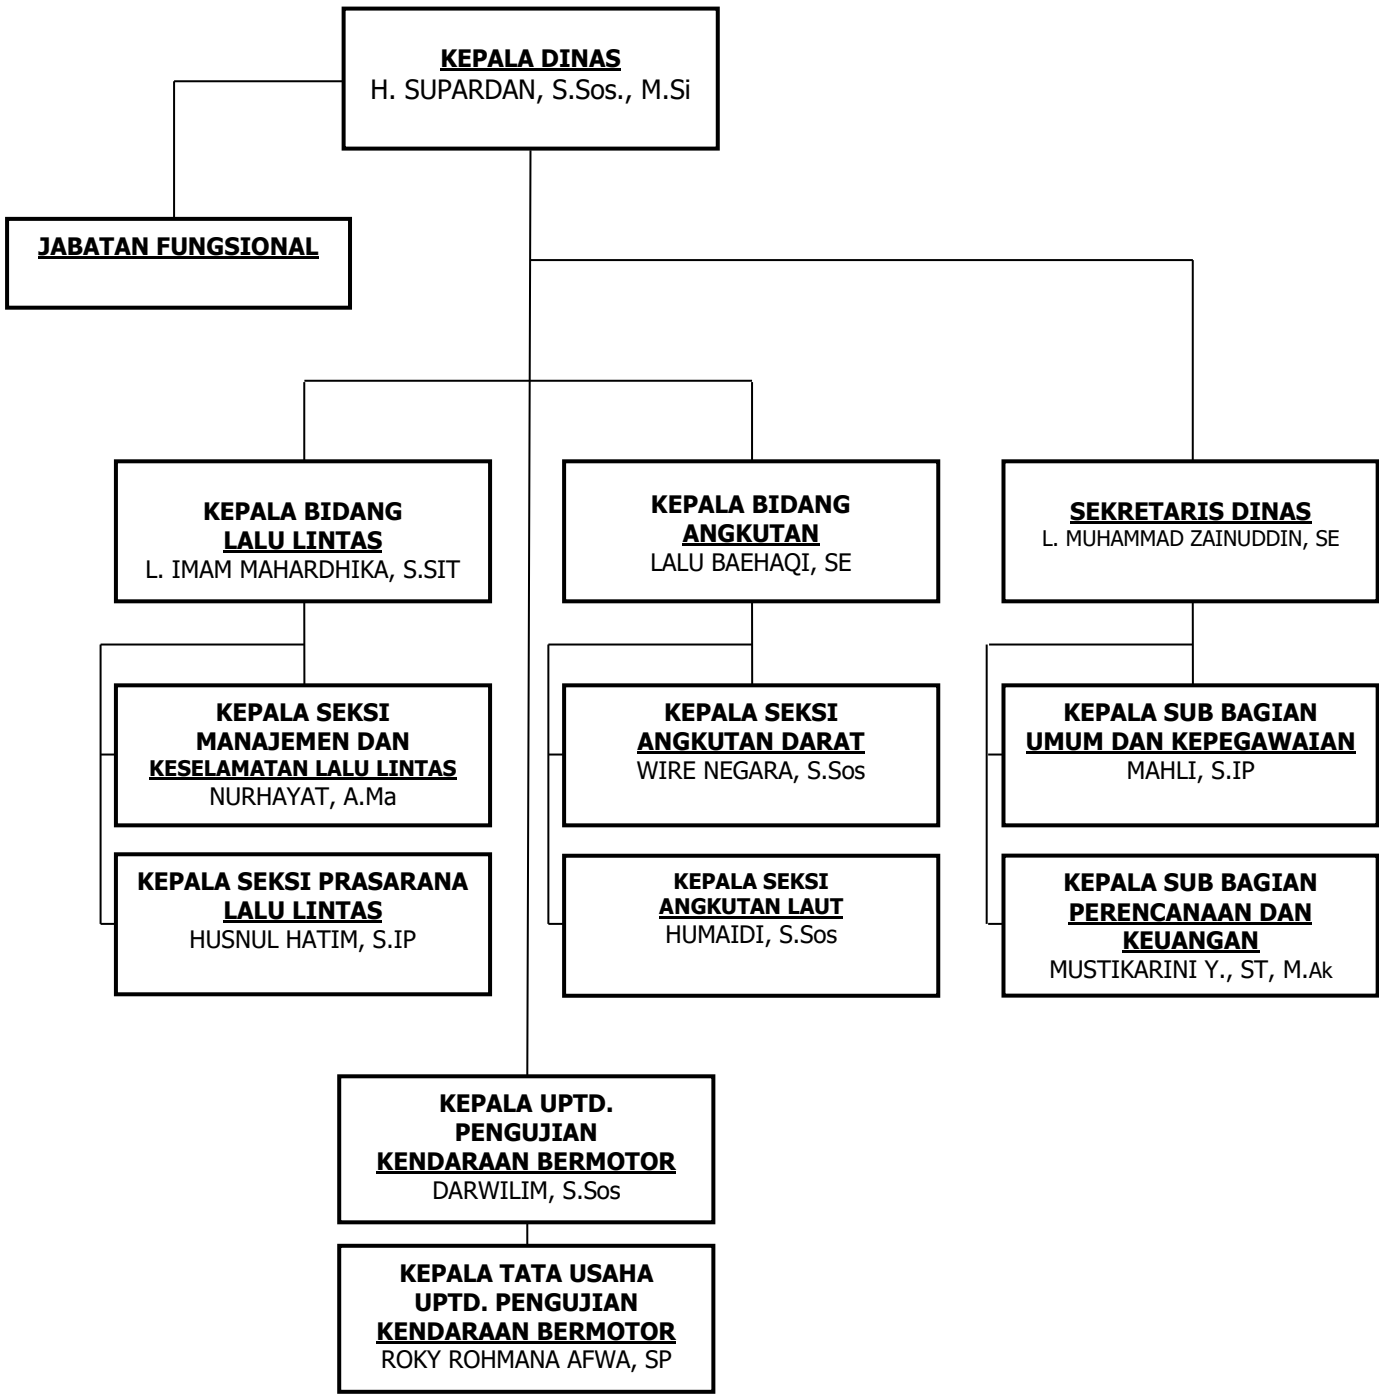 KEPALA DINAS
H. SUPARDAN, S.Sos., M.Si
JABATAN FUNGSIONAL
KEPALA BIDANG
LALU LINTAS
L. IMAM MAHARDHIKA, S.SIT
KEPALA BIDANG
ANGKUTAN
LALU BAEHAQI, SE
SEKRETARIS DINAS
L. MUHAMMAD ZAINUDDIN, SE
KEPALA SEKSI
MANAJEMEN DAN
KESELAMATAN LALU LINTAS
NURHAYAT, A.Ma
KEPALA SEKSI
ANGKUTAN DARAT
WIRE NEGARA, S.Sos
KEPALA SUB BAGIAN
UMUM DAN KEPEGAWAIAN
MAHLI, S.IP
KEPALA SEKSI PRASARANA
LALU LINTAS
HUSNUL HATIM, S.IP
KEPALA SEKSI
ANGKUTAN LAUT
HUMAIDI, S.Sos
KEPALA SUB BAGIAN
PERENCANAAN DAN
KEUANGAN
MUSTIKARINI Y., ST, M.Ak
KEPALA UPTD.
PENGUJIAN
KENDARAAN BERMOTOR
DARWILIM, S.Sos
KEPALA TATA USAHA
UPTD. PENGUJIAN
KENDARAAN BERMOTOR
ROKY ROHMANA AFWA, SP